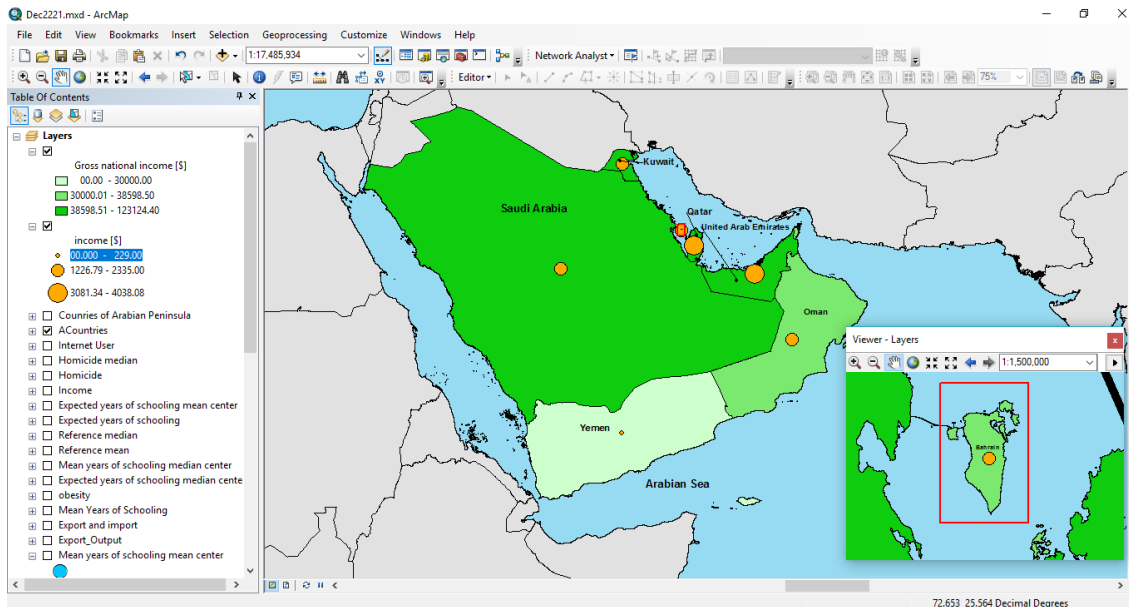 Dec2221.mxd - ArcMap
File Edit View Bookmarks Insert Selection Geoprocessing Customize Windows Help
1:17,485,934
Network Analyst
Editor
75%
Table Of Contents
Layers
Gross national income [$]
00.00 - 30000.00
30000.01 - 38598.50
38598.51 - 123124.40
income [$]
00.000 - 229.00
1226.79 - 2335.00
3081.34 - 4038.08
Counries of Arabian Peninsula
ACountries
Internet User
Homicide median
Homicide
Income
Expected years of schooling mean center
Expected years of schooling
Reference median
Reference mean
Mean years of schooling median center
Expected years of schooling median cente
obesity
Mean Years of Schooling
Export and import
Export_Output
Mean years of schooling mean center
Kuwait
Saudi Arabia
Qatar
United Arab Emirates
Oman
Yemen
Arabian Sea
Viewer - Layers
1:1,500,000
Bahrain
72.653 25.564 Decimal Degrees